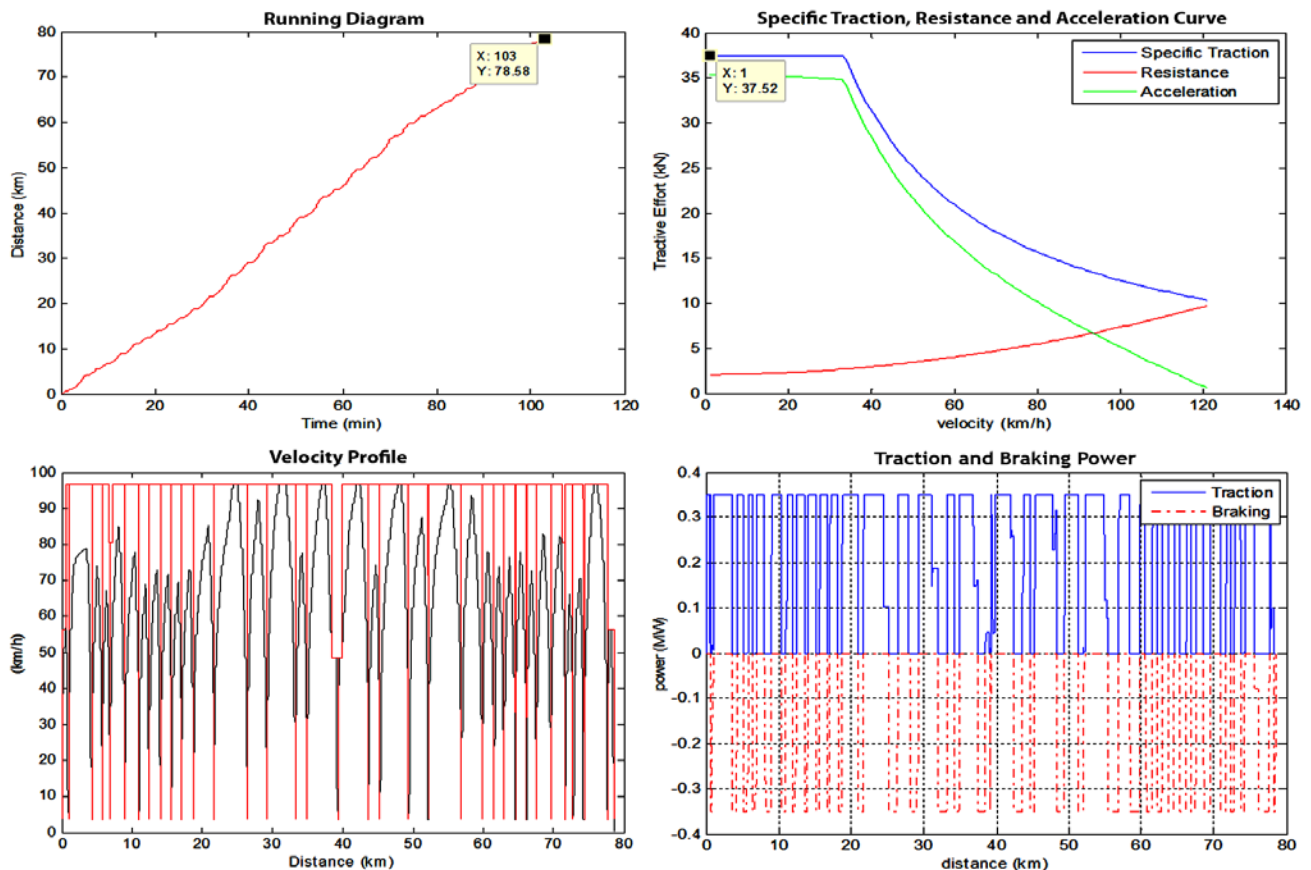 Running Diagram
80
70
60
50
40
30
20
10
0
Distance (km)
X: 103
Y: 78.58
0 20 40 60 80 100 120
Time (min)
Specific Traction, Resistance and Acceleration Curve
40
35
30
25
20
15
10
5
0
Tractive Effort (kN)
X: 1
Y: 37.52
Specific Traction
Resistance
Acceleration
0 20 40 60 80 100 120 140
velocity (km/h)
Velocity Profile
100
90
80
70
60
50
40
30
20
10
0
(km/h)
0 10 20 30 40 50 60 70 80
Distance (km)
Traction and Braking Power
0.4
0.3
0.2
0.1
0
-0.1
-0.2
-0.3
-0.4
power (MW)
Traction
Braking
0 10 20 30 40 50 60 70 80
distance (km)